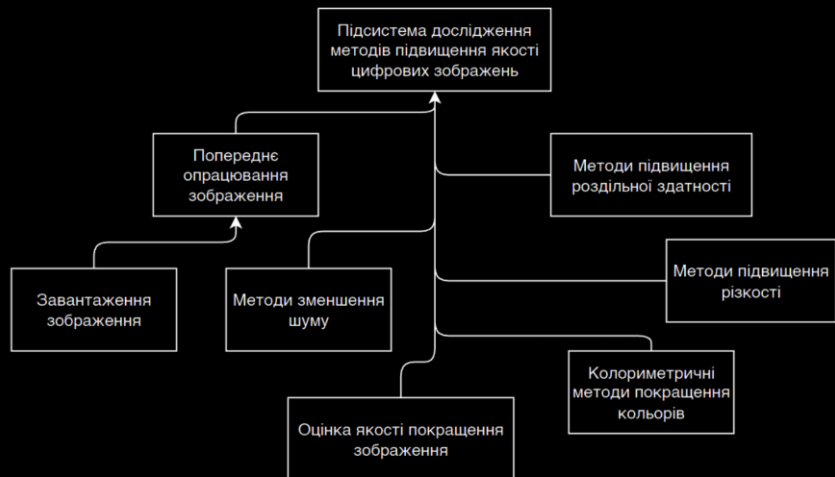 Підсистема дослідження
методів підвищення якості
цифрових зображень
Попереднє
опрацювання
зображення
Методи підвищення
роздільної здатності
Завантаження
зображення
Методи зменшення
шуму
Методи підвищення
різкості
Колориметричні
методи покращення
кольорів
Оцінка якості покращення
зображення